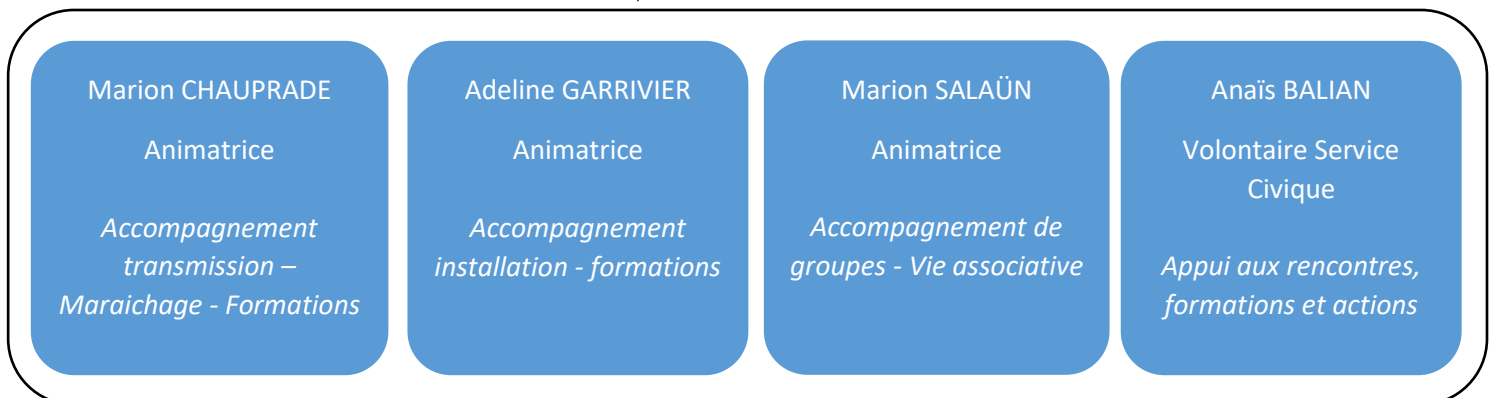 Marion CHAUPRADE
Animatrice
Accompagnement
transmission –
Maraichage - Formations
Adeline GARRIVIER
Animatrice
Accompagnement
installation - formations
Marion SALAÜN
Animatrice
Accompagnement de
groupes - Vie associative
Anaïs BALIAN
Volontaire Service
Civique
Appui aux rencontres,
formations et actions